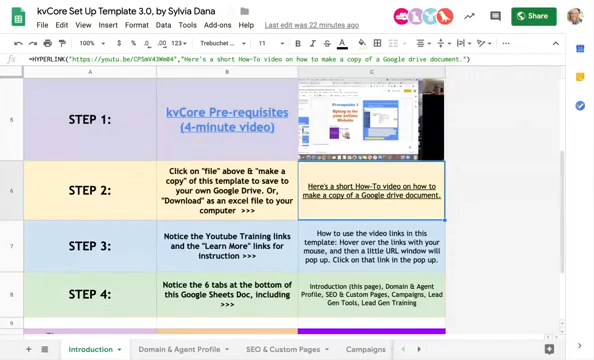 kvCore Set Up Template 3.0, by Sylvia Dana
File Edit View Insert Format Data Tools Add-ons Last edit was 22 minutes ago
Share
100% $ % .0 .00 123 Trebuchet ... 11 B I S A
=HYPERLINK("https://youtu.be/CPSmV43Wm04","Here's a short How-To video on how to make a copy of a Google drive document.")
A B C
STEP 1:
kvCore Pre-requisites
(4-minute video)
6
STEP 2:
Click on "file" above & "make a
copy" of this template to save to
your own Google Drive. Or,
"Download" as an excel file to your
computer >>>
Here's a short How-To video on how to
make a copy of a Google drive document.
7
STEP 3:
Notice the Youtube Training links
and the "Learn More" links for
instruction >>>
How to use the video links in this
template: Hover over the links with your
mouse, and then a little URL window will
pop up. Click on that link in the pop up.
8
STEP 4:
Notice the 6 tabs at the bottom of
this Google Sheets Doc, including
>>>
Introduction (this page), Domain & Agent
Profile, SEO & Custom Pages, Campaigns, Lead
Gen Tools, Lead Gen Training
9
Introduction Domain & Agent Profile SEO & Custom Pages Campaigns